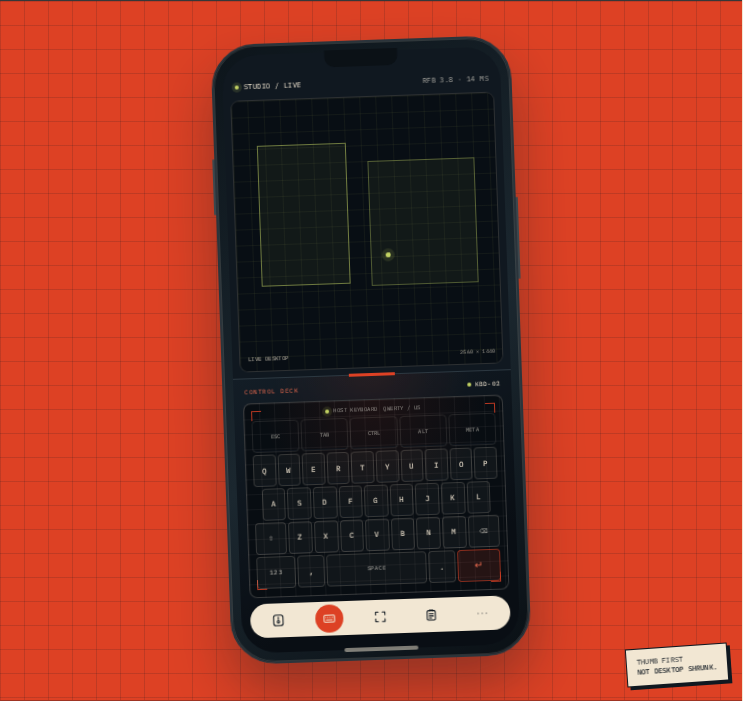 STUDIO / LIVE
RFB 3.8 · 14 MS
LIVE DESKTOP
2560 × 1600
CONTROL DECK
KBD-02
HOST KEYBOARD QWERTY / US
ESC TAB CTRL ALT META
Q W E R T Y U I O P
A S D F G H J K L
⇧ Z X C V B N M ⌫
123 , SPACE . ↵
THUMB FIRST
NOT DESKTOP SHRUNK.